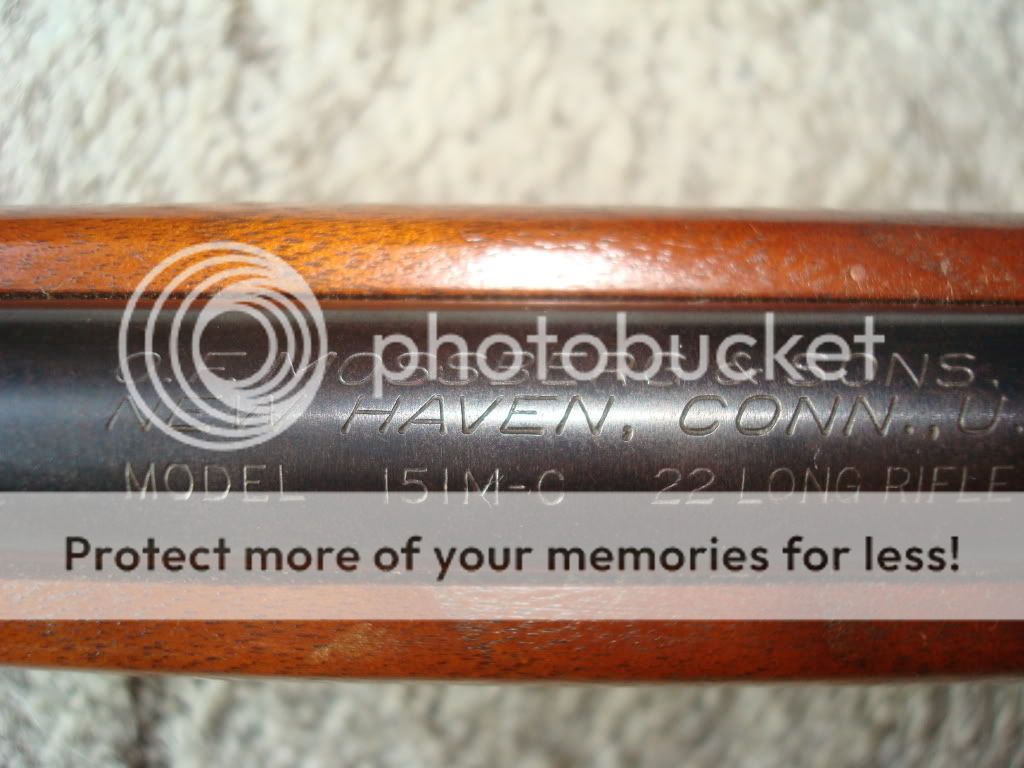 photobucket
O.F. MOSSBERG & SONS,
NEW HAVEN, CONN., U.
MODEL 151M-C 22 LONG RIFLE
Protect more of your memories for less!